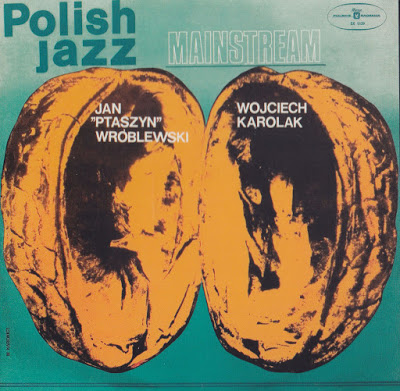 Polish
jazz
MAINSTREAM
JAN
"PTASZYN"
WRÓBLEWSKI
WOJCIECH
KAROLAK